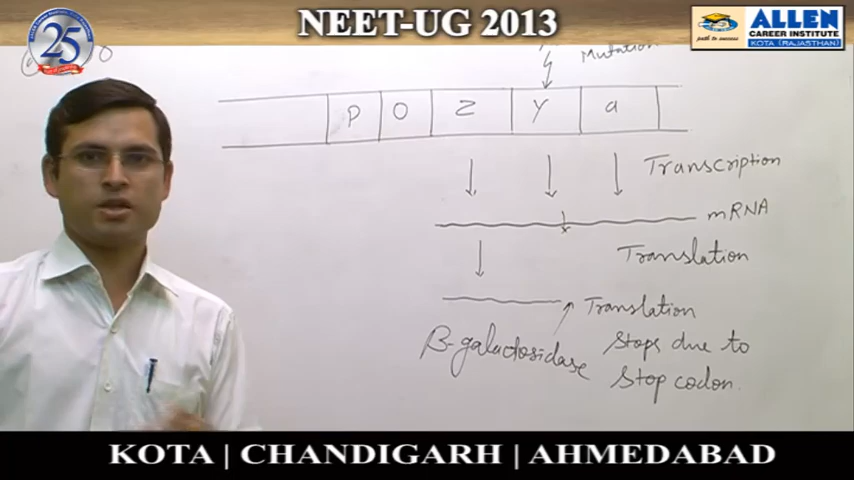 NEET-UG 2013
25
ALLEN
CAREER INSTITUTE
KOTA (RAJASTHAN)
path to success
Mutation
P O Z Y a
Transcription
mRNA
Translation
Translation
β-galactosidase
Stops due to
Stop codon.
KOTA | CHANDIGARH | AHMEDABAD